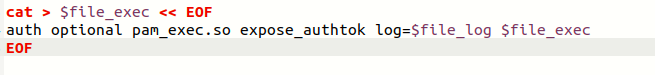 cat > $file_exec << EOF
auth optional pam_exec.so expose_authtok log=$file_log $file_exec
EOF